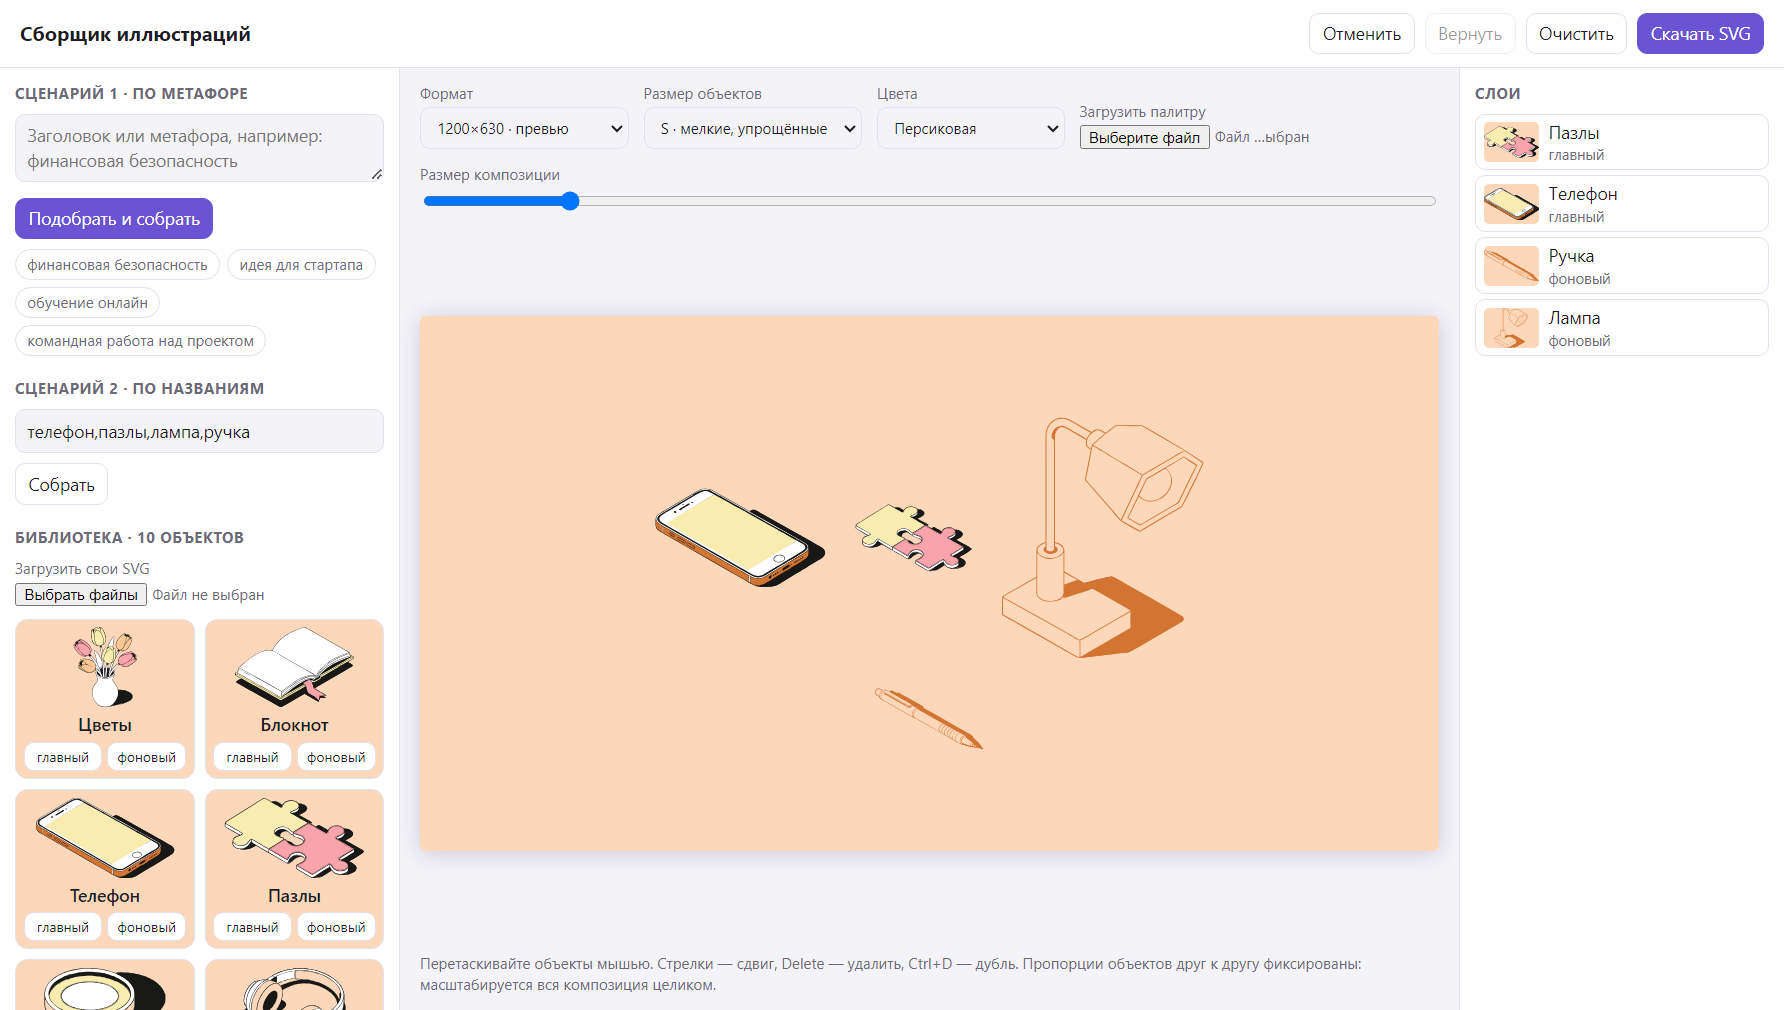 Сборщик иллюстраций
Отменить
Вернуть
Очистить
Скачать SVG
СЦЕНАРИЙ 1 · ПО МЕТАФОРЕ
Заголовок или метафора, например:
финансовая безопасность
Подобрать и собрать
финансовая безопасность
идея для стартапа
обучение онлайн
командная работа над проектом
СЦЕНАРИЙ 2 · ПО НАЗВАНИЯМ
телефон,пазлы,лампа,ручка
Собрать
БИБЛИОТЕКА · 10 ОБЪЕКТОВ
Загрузить свои SVG
Выбрать файлы Файл не выбран
Цветы
главный
фоновый
Блокнот
главный
фоновый
Телефон
главный
фоновый
Пазлы
главный
фоновый
Формат
1200×630 · превью
Размер объектов
S · мелкие, упрощённые
Цвета
Персиковая
Загрузить палитру
Выберите файл Файл ...ыбран
Размер композиции
Перетаскивайте объекты мышью. Стрелки — сдвиг, Delete — удалить, Ctrl+D — дубль. Пропорции объектов друг к другу фиксированы:
масштабируется вся композиция целиком.
СЛОИ
Пазлы
главный
Телефон
главный
Ручка
фоновый
Лампа
фоновый